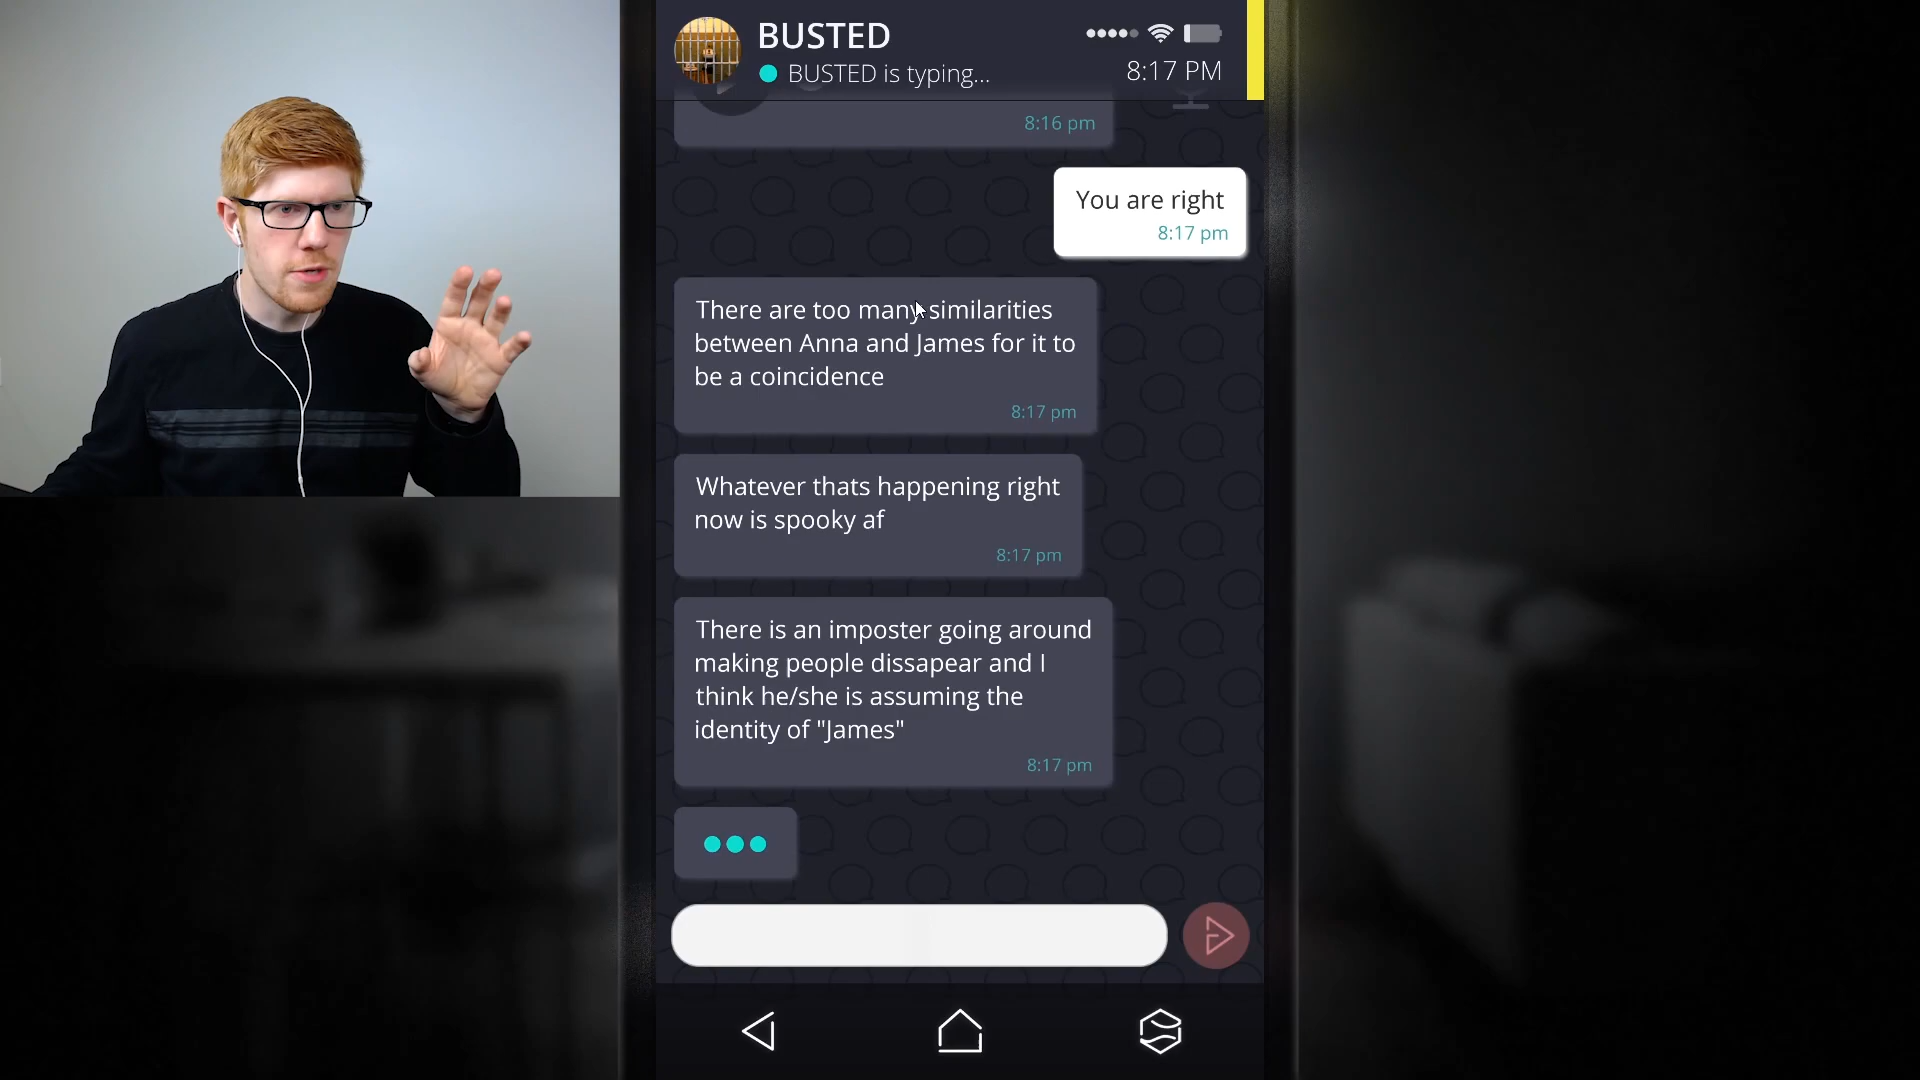 BUSTED
BUSTED is typing...
8:17 PM
8:16 pm
You are right
8:17 pm
There are too many similarities
between Anna and James for it to
be a coincidence
8:17 pm
Whatever thats happening right
now is spooky af
8:17 pm
There is an imposter going around
making people dissapear and I
think he/she is assuming the
identity of "James"
8:17 pm